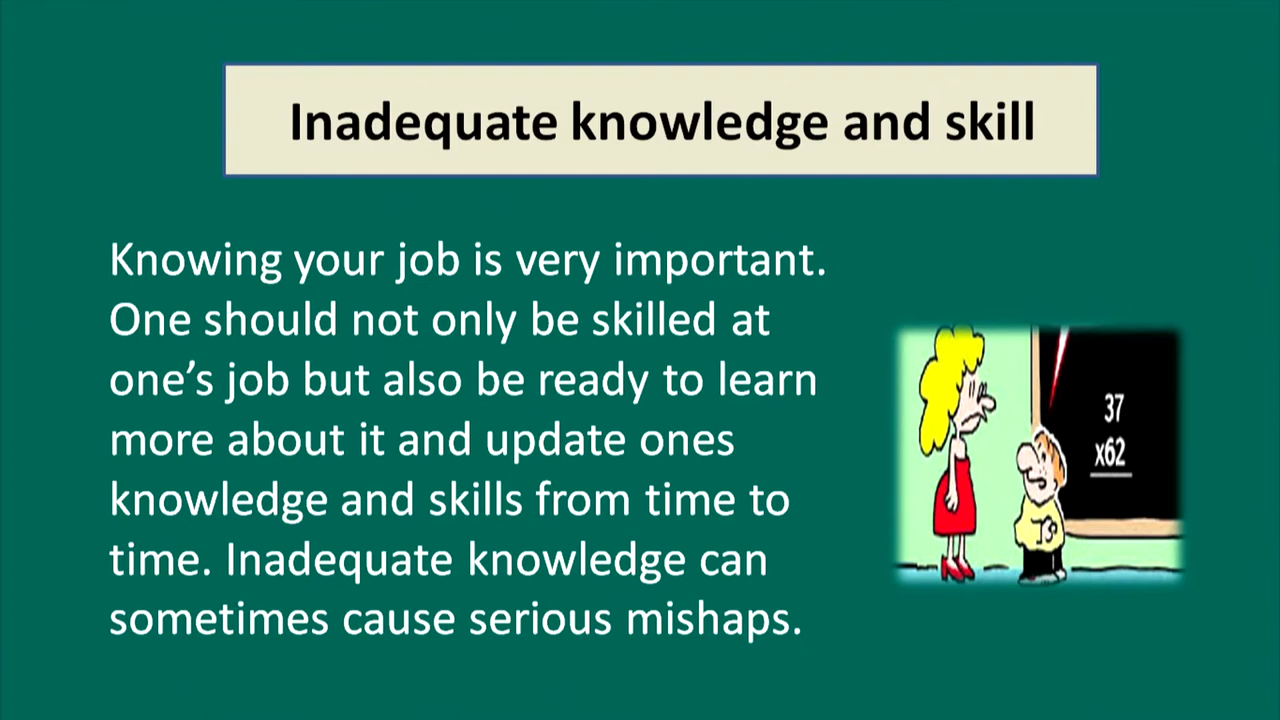 Inadequate knowledge and skill
Knowing your job is very important.
One should not only be skilled at
one’s job but also be ready to learn
more about it and update ones
knowledge and skills from time to
time. Inadequate knowledge can
sometimes cause serious mishaps.
37
x62